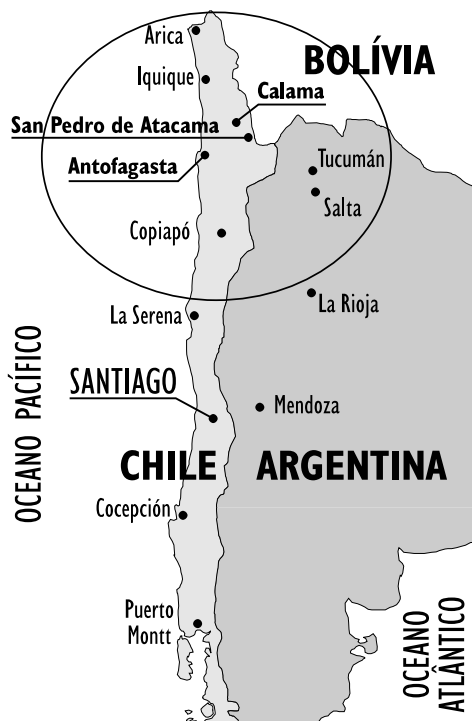 Arica
BOLÍVIA
Iquique
Calama
San Pedro de Atacama
Antofagasta
Tucumán
Salta
Copiapó
La Rioja
La Serena
SANTIAGO
Mendoza
OCEANO PACÍFICO
CHILE
ARGENTINA
Cocepción
Puerto
Montt
OCEANO
ATLÂNTICO